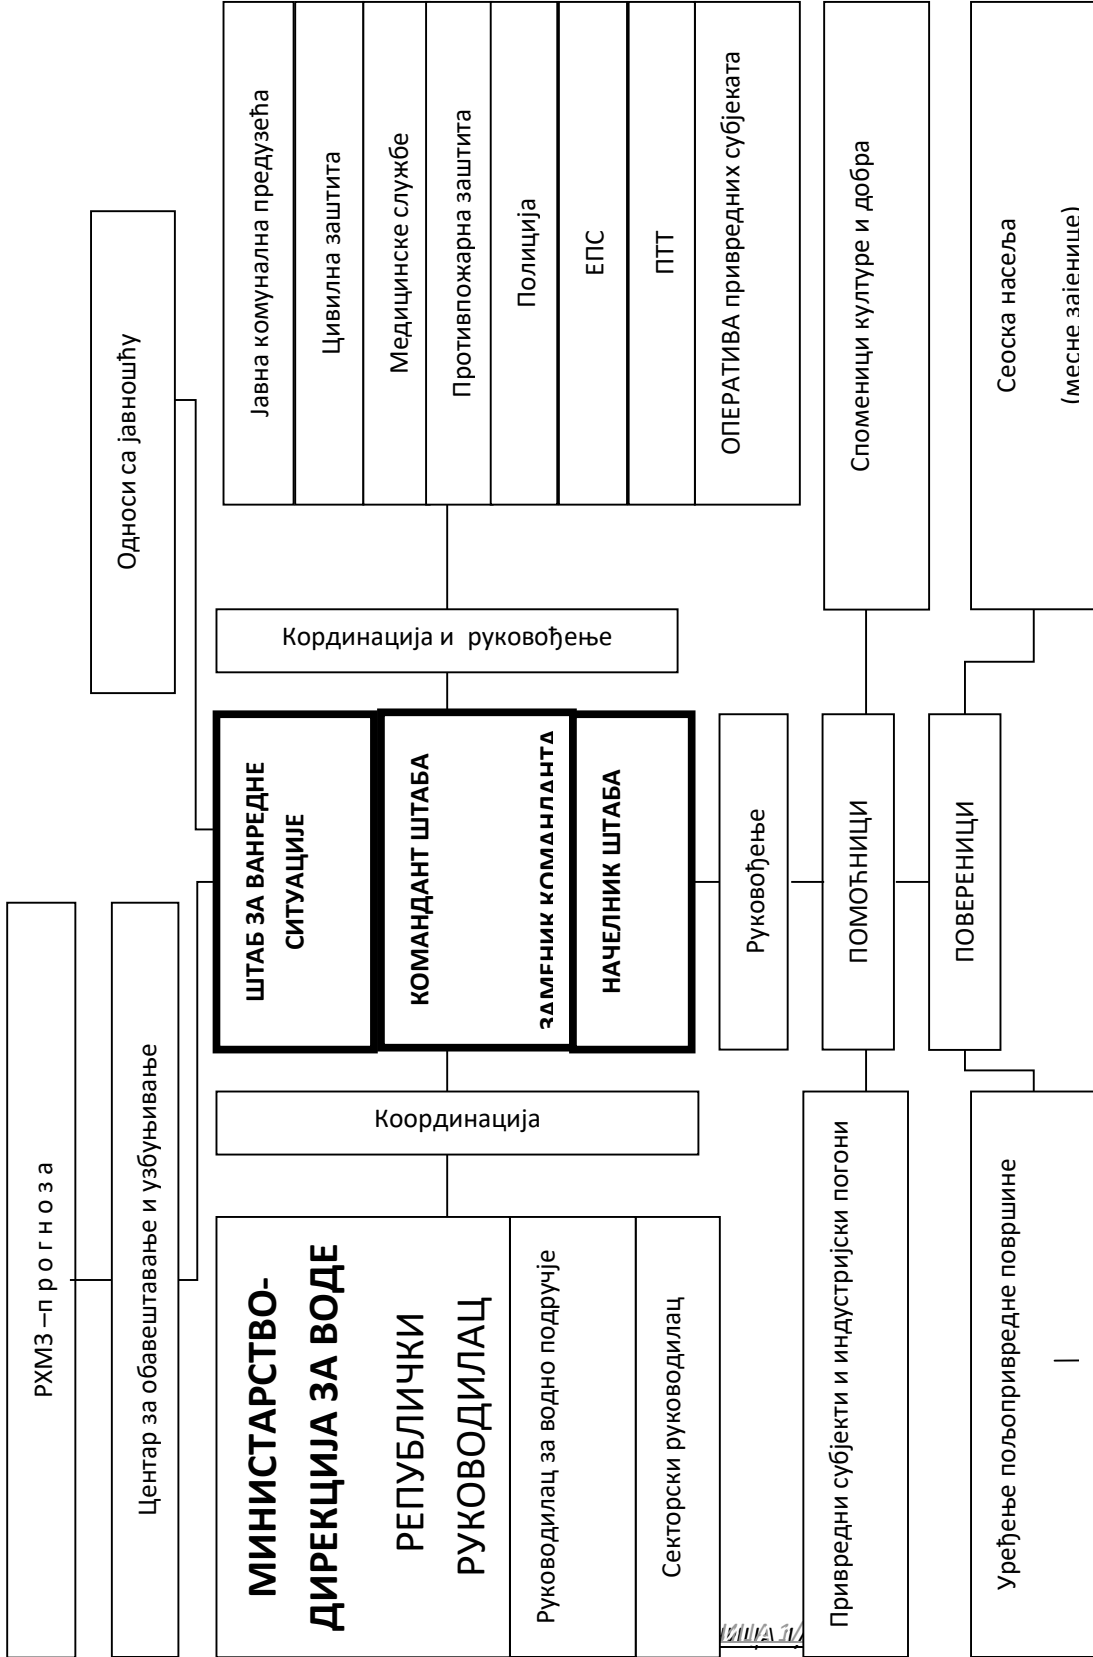 РХМЗ –п р о г н о з а
Центар за обавештавање и узбуњивање
Односи са јавношћу
МИНИСТАРСТВО-
ДИРЕКЦИЈА ЗА ВОДЕ
РЕПУБЛИЧКИ
РУКОВОДИЛАЦ
Руководилац за водно подручје
Секторски руководилац
Координација
ШТАБ ЗА ВАНРЕДНЕ
СИТУАЦИЈЕ
КОМАНДАНТ ШТАБА
ЗАМЕНИК КОМАНДАНТА
НАЧЕЛНИК ШТАБА
Кординација и руковођење
Јавна комунална предузећа
Цивилна заштита
Медицинске службе
Противпожарна заштита
Полиција
ЕПС
ПТТ
ОПЕРАТИВА привредних субјеката
Руковођење
Привредни субјекти и индустријски погони
ПОМОЋНИЦИ
Споменици културе и добра
Уређење пољопривредне површине
ПОВЕРЕНИЦИ
Сеоска насеља
(месне заједнице)